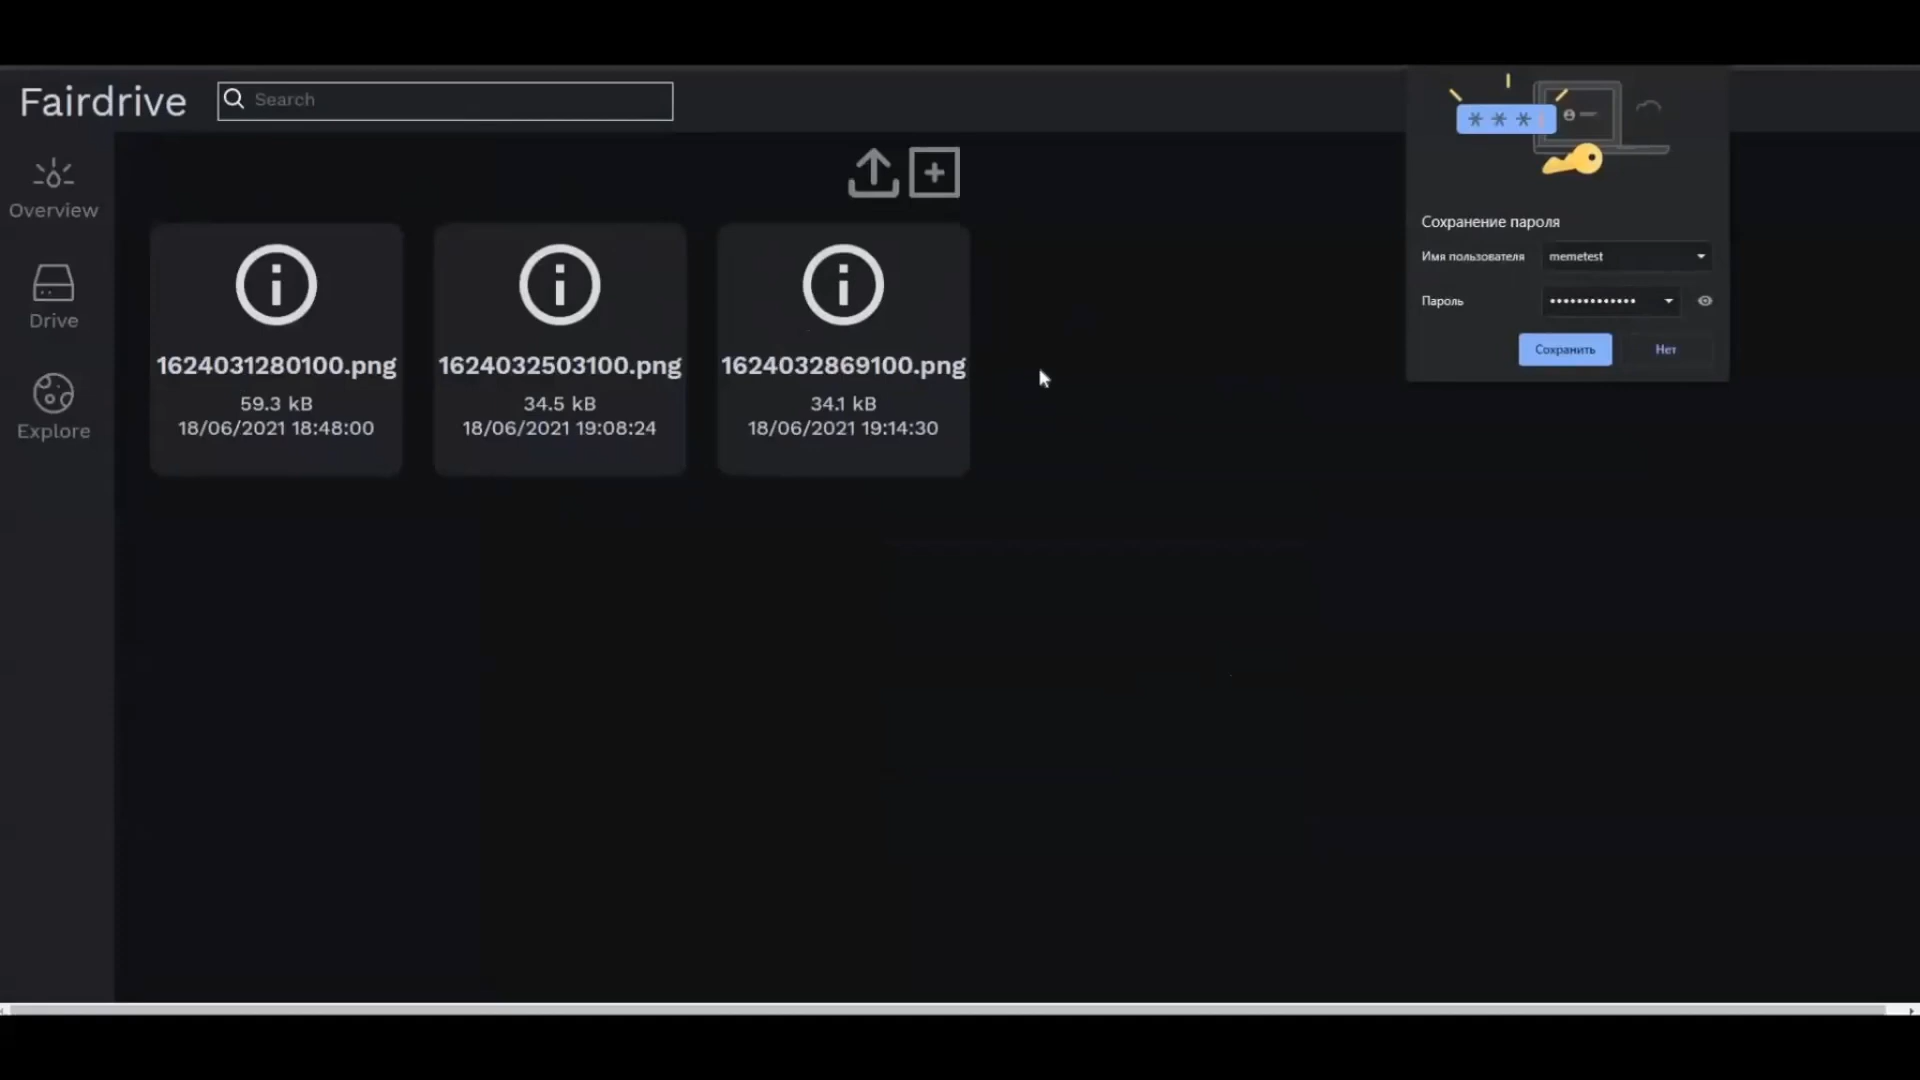 Fairdrive
Search
Overview
Drive
Explore
1624031280100.png
59.3 kB
18/06/2021 18:48:00
1624032503100.png
34.5 kB
18/06/2021 19:08:24
1624032869100.png
34.1 kB
18/06/2021 19:14:30
* * *
Сохранение пароля
Имя пользователя memetest
Пароль •••••••••••••
Сохранить Нет